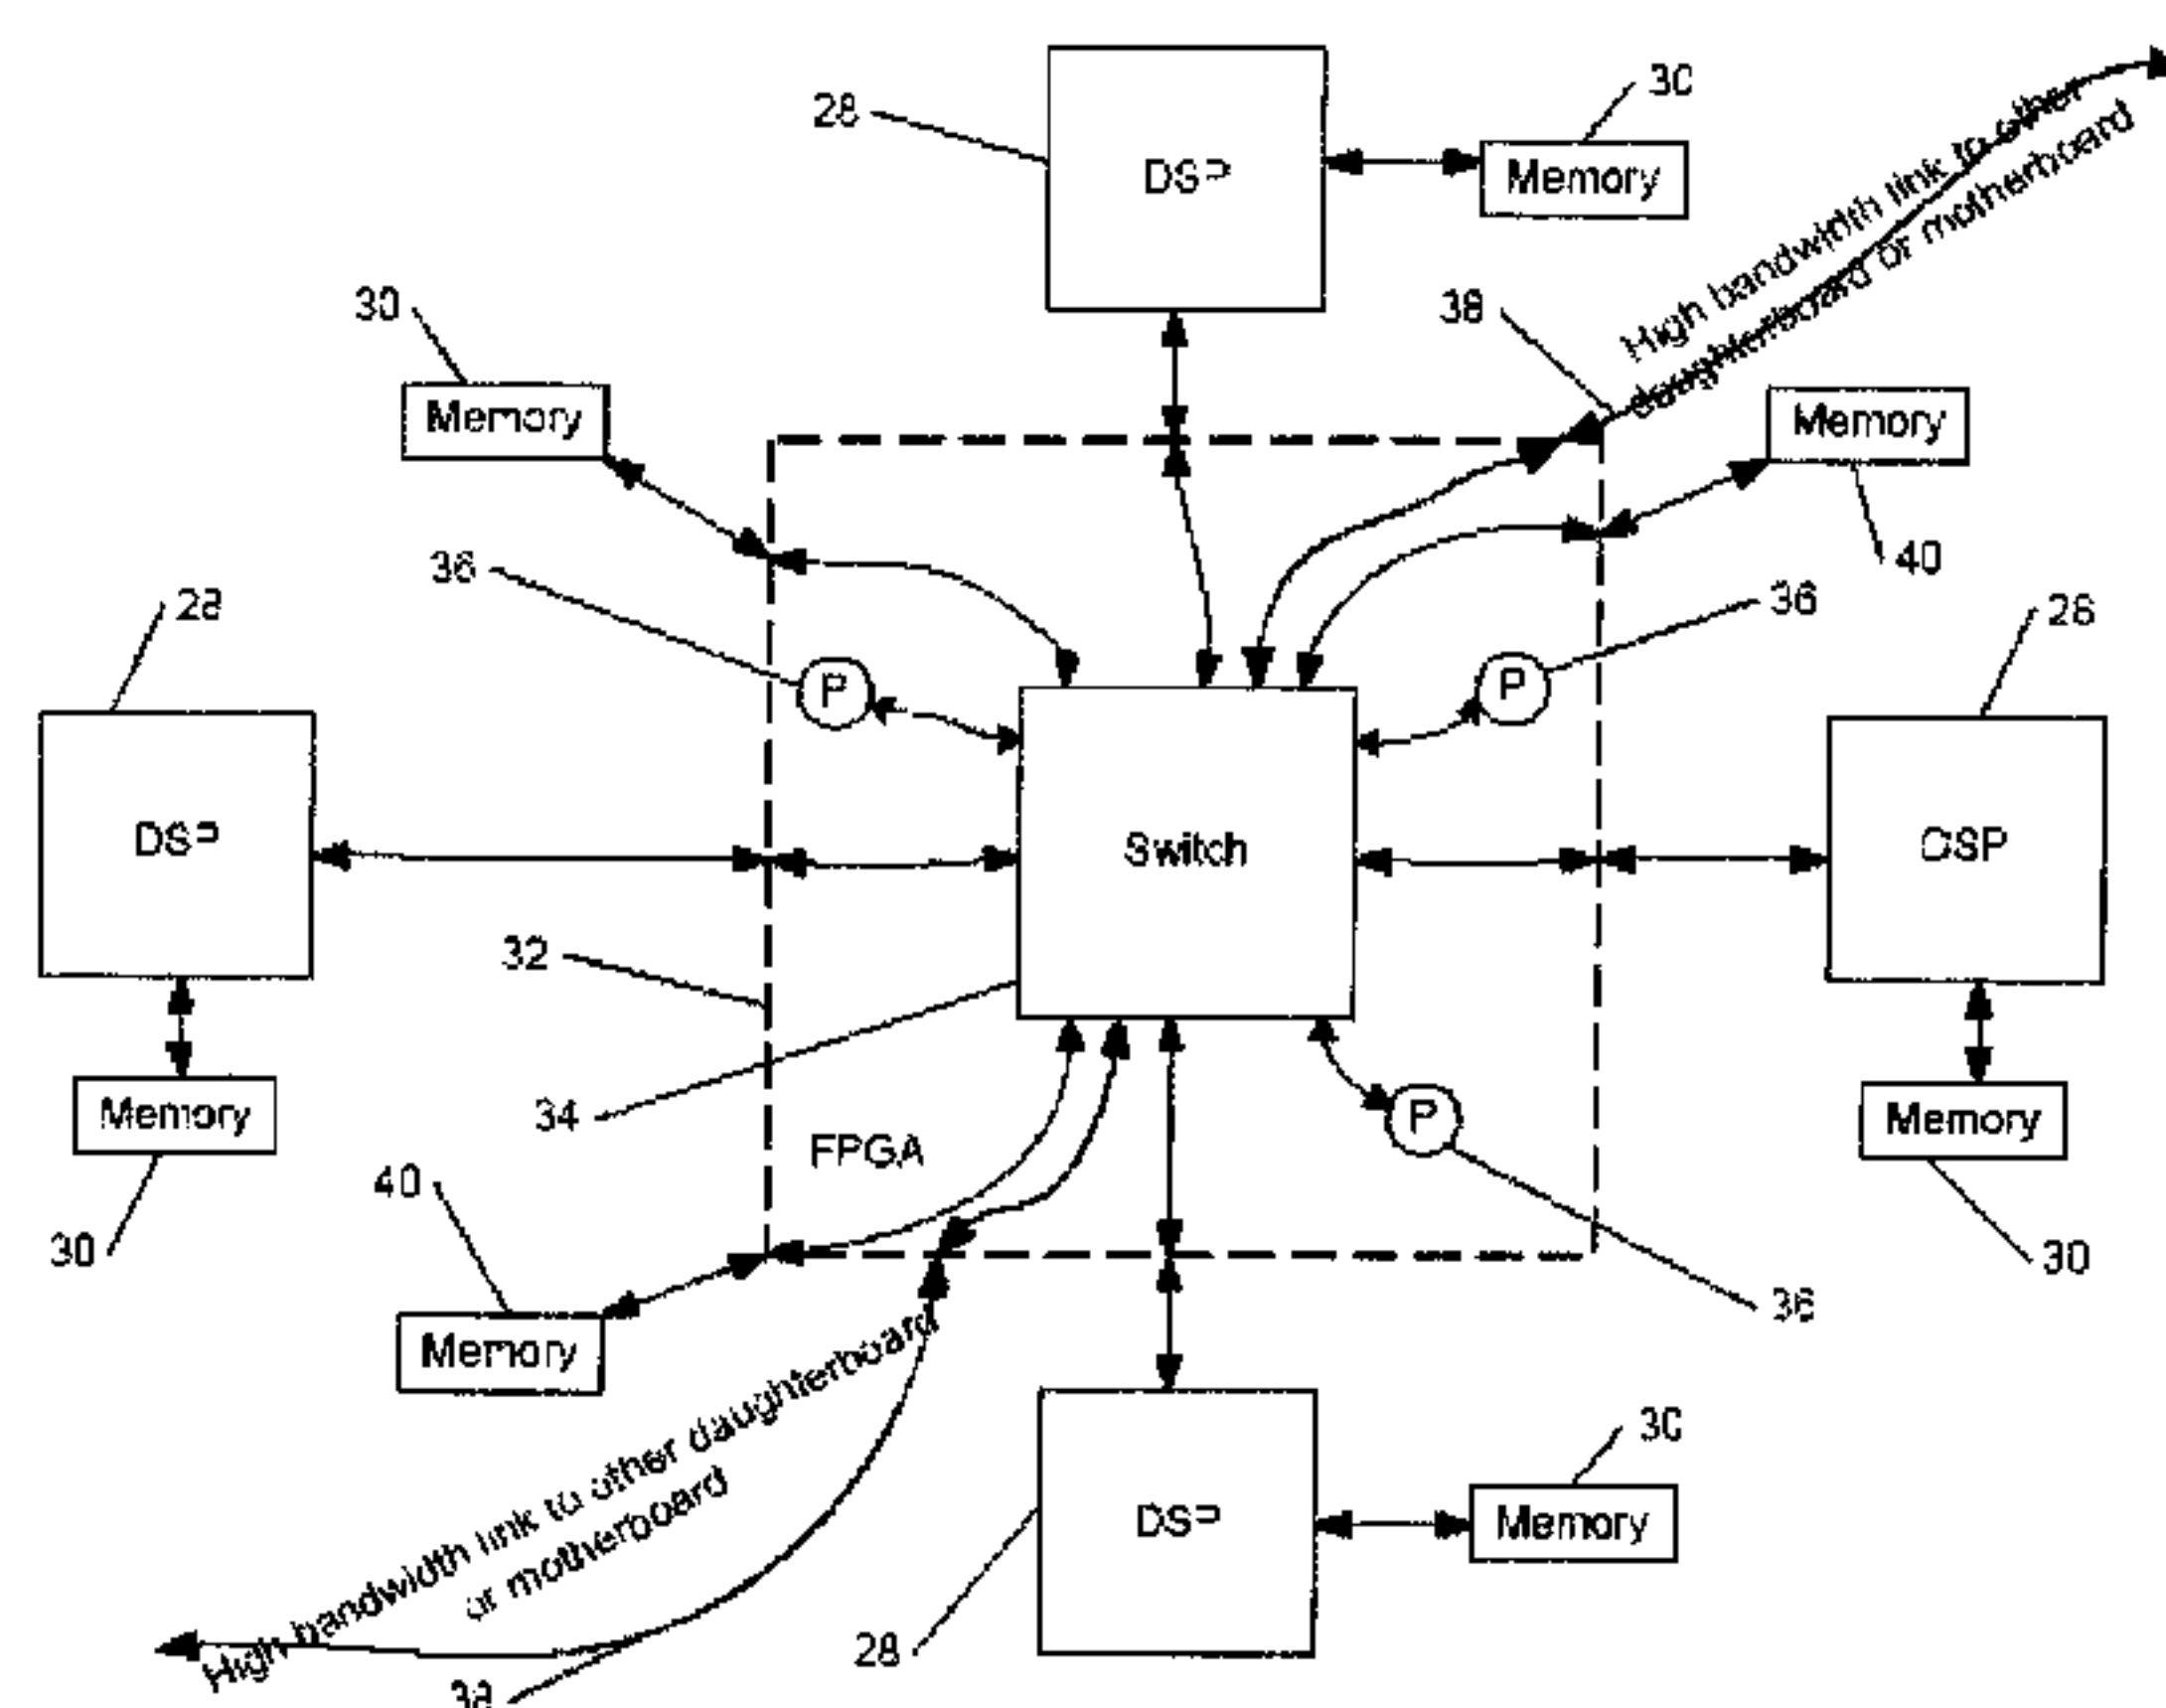 28
DSP
30
Memory
High bandwidth link to other
daughterboard or motherboard
38
30
Memory
Memory
40
36
P
36
P
28
DSP
Switch
28
DSP
32
34
FPGA
P
36
Memory
30
Memory
30
40
Memory
High bandwidth link to other daughterboard
or motherboard
38
DSP
28
30
Memory